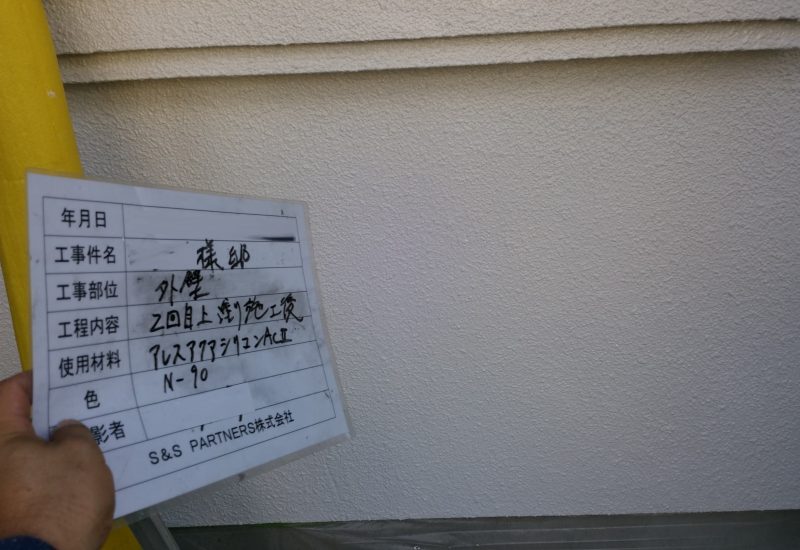 年月日
工事件名 様邸
工事部位 外壁
工程内容 2回目上塗り施工後
使用材料 アレスアクアシリコンACⅡ
色 N-90
影者
S&S PARTNERS株式会社